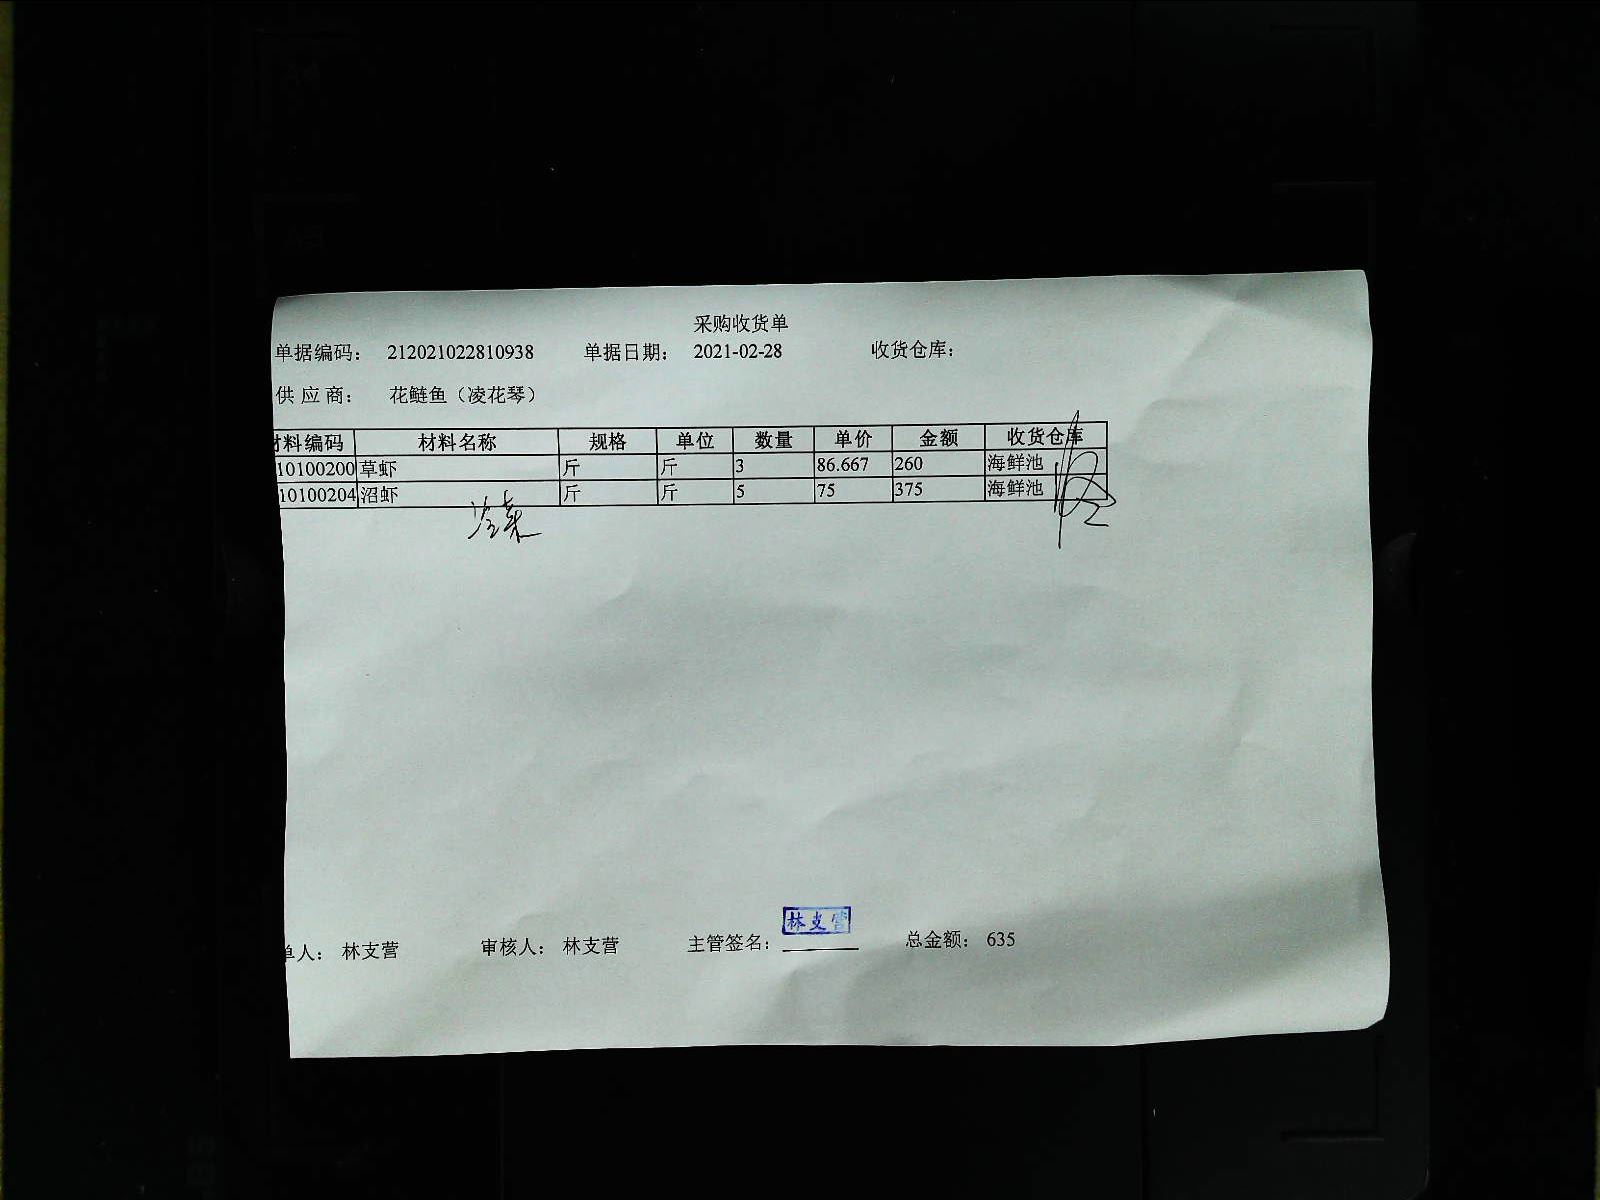 采购收货单
单据编码： 212021022810938 单据日期： 2021-02-28 收货仓库：
供 应 商： 花鲢鱼（凌花琴）
材料编码 材料名称 规格 单位 数量 单价 金额 收货仓库
10100200 草虾 斤 斤 3 86.667 260 海鲜池
10100204 沼虾 斤 斤 5 75 375 海鲜池
冷菜
林支营
单人： 林支营 审核人： 林支营 主管签名： 总金额： 635